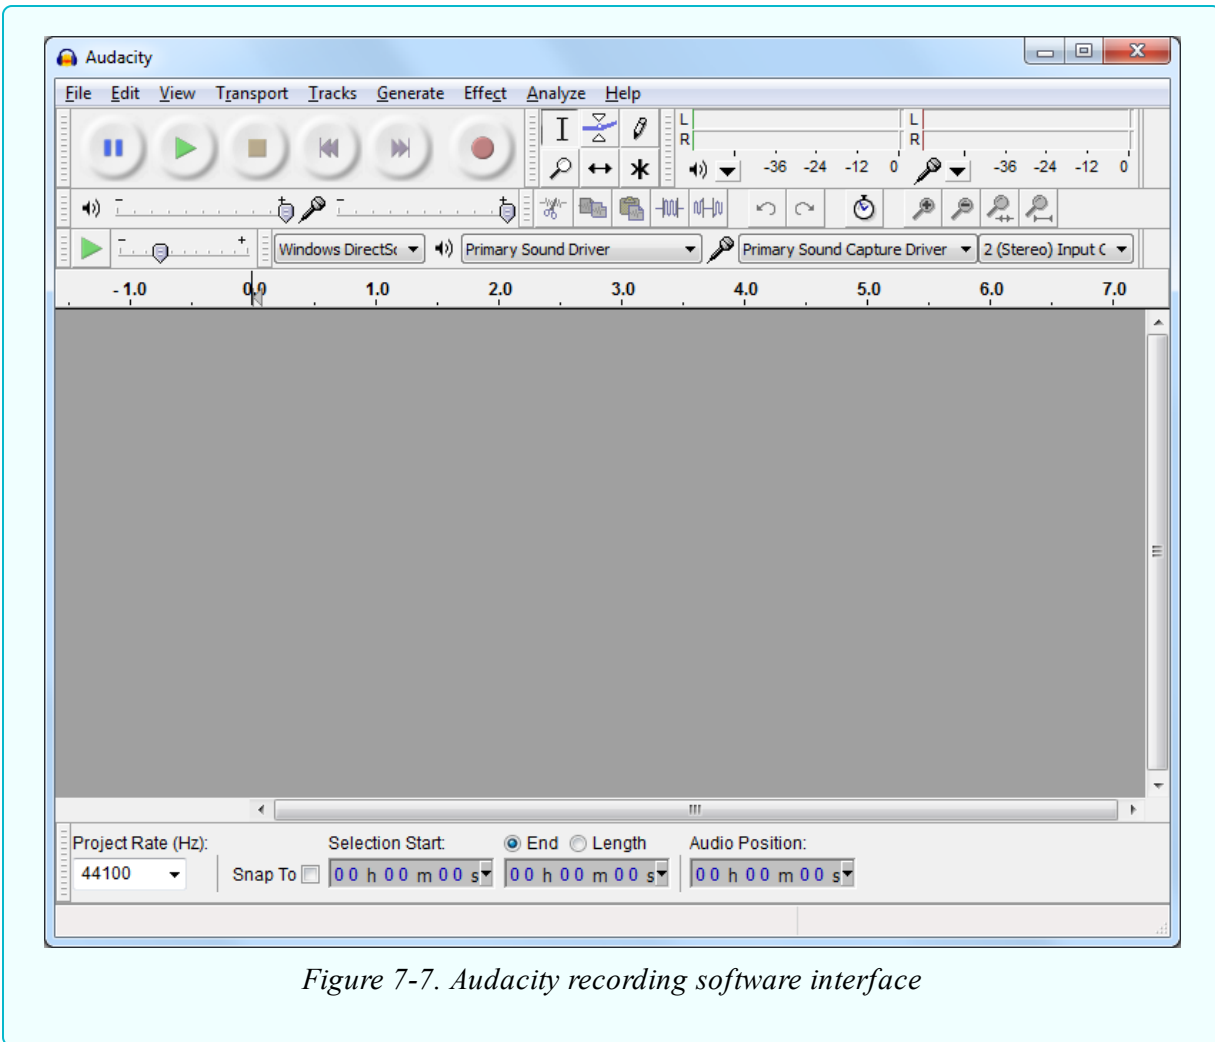 Audacity
File Edit View Transport Tracks Generate Effect Analyze Help
L
R
-36 -24 -12 0
L
R
-36 -24 -12 0
- +
- +
- +
Windows DirectSc
Primary Sound Driver
Primary Sound Capture Driver
2 (Stereo) Input C
- 1.0 0.0 1.0 2.0 3.0 4.0 5.0 6.0 7.0
Project Rate (Hz): Selection Start: End Length Audio Position:
44100 Snap To 00 h 00 m 00 s 00 h 00 m 00 s 00 h 00 m 00 s
Figure 7-7. Audacity recording software interface